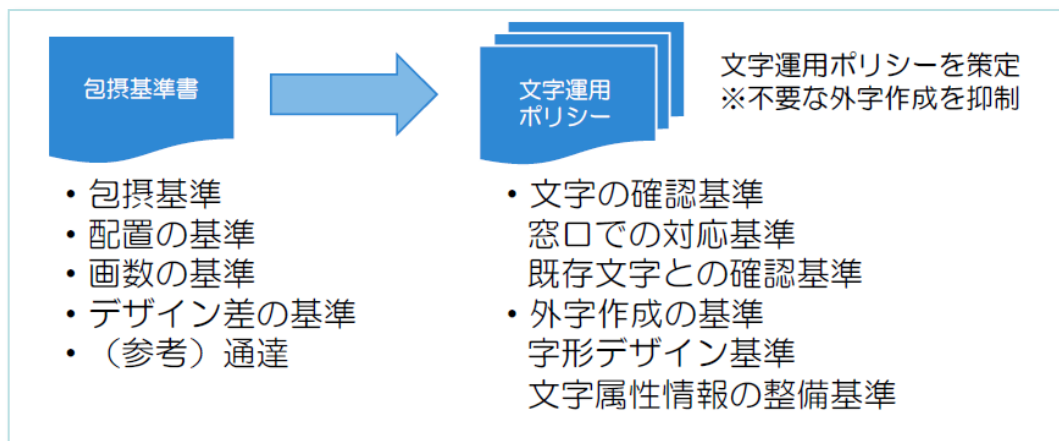 包摂基準書
文字運用
ポリシー
文字運用ポリシーを策定
※不要な外字作成を抑制
・包摂基準
・配置の基準
・画数の基準
・デザイン差の基準
・（参考）通達
・文字の確認基準
窓口での対応基準
既存文字との確認基準
・外字作成の基準
字形デザイン基準
文字属性情報の整備基準